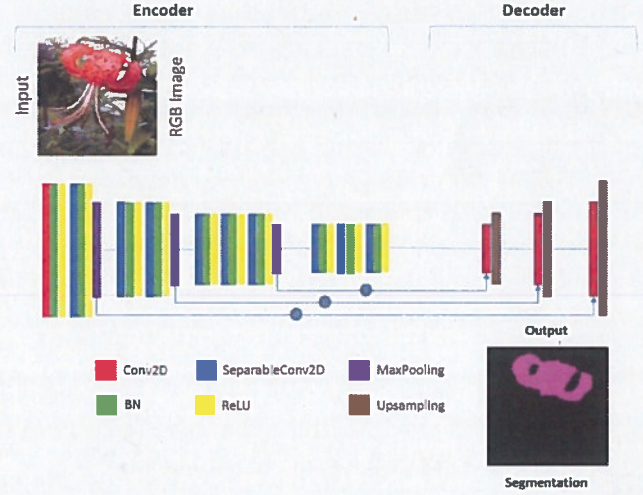 Encoder
Decoder
Input
RGB Image
Output
Conv2D
SeparableConv2D
MaxPooling
BN
ReLU
Upsampling
Segmentation